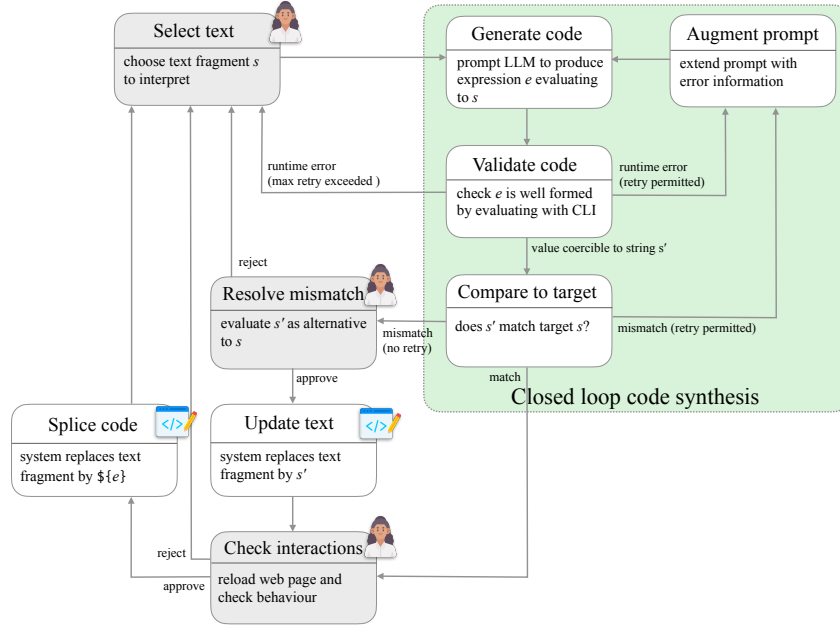 Select text
choose text fragment s
to interpret
Generate code
prompt LLM to produce
expression e evaluating
to s
Augment prompt
extend prompt with
error information
runtime error
(max retry exceeded )
Validate code
check e is well formed
by evaluating with CLI
runtime error
(retry permitted)
value coercible to string s′
reject
Resolve mismatch
evaluate s′ as alternative
to s
mismatch
(no retry)
Compare to target
does s′ match target s?
mismatch (retry permitted)
approve
match
Closed loop code synthesis
Splice code
system replaces text
fragment by ${e}
Update text
system replaces text
fragment by s′
reject
approve
Check interactions
reload web page and
check behaviour